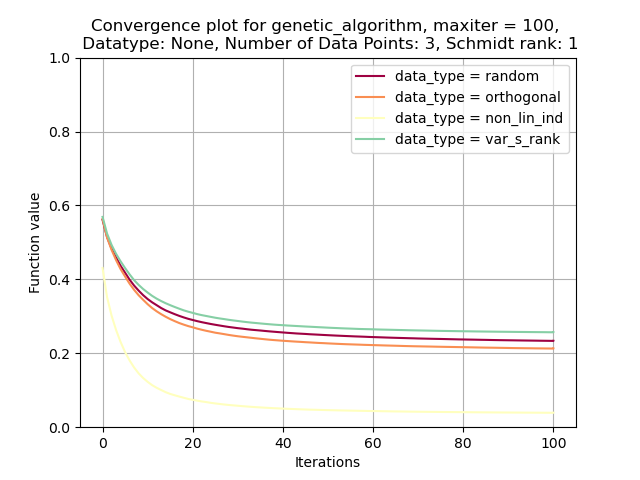 Convergence plot for genetic_algorithm, maxiter = 100,
Datatype: None, Number of Data Points: 3, Schmidt rank: 1
1.0
0.8
0.6
0.4
0.2
0.0
Function value
data_type = random
data_type = orthogonal
data_type = non_lin_ind
data_type = var_s_rank
0 20 40 60 80 100
Iterations